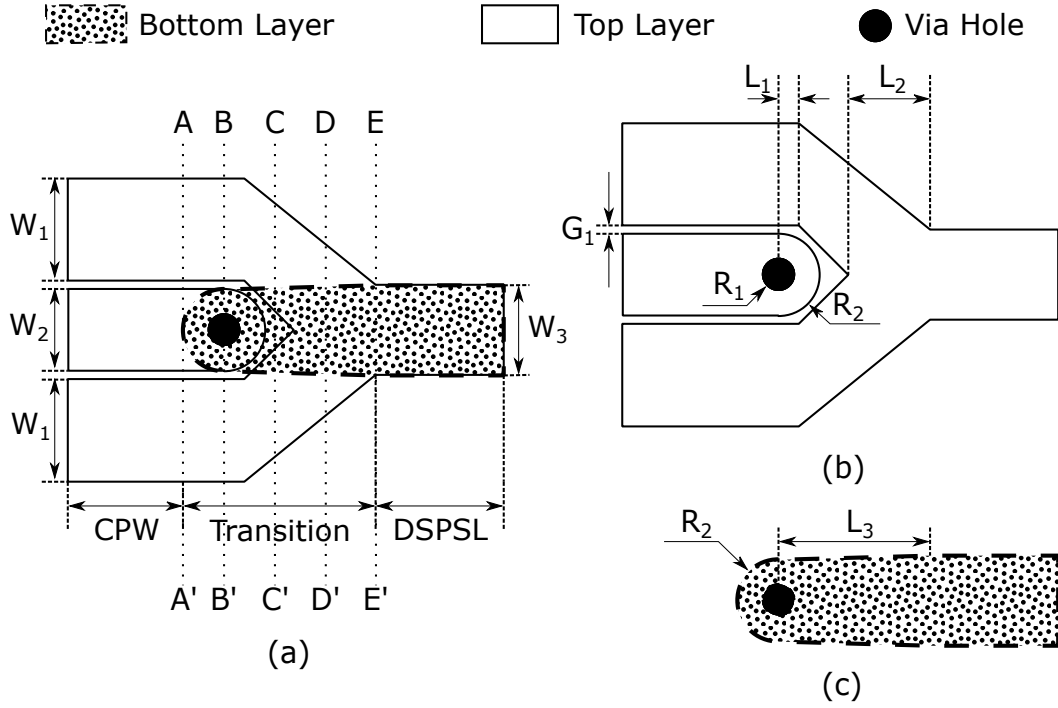 Bottom Layer Top Layer Via Hole
A B C D E
W₁
W₂
W₃
W₁
CPW Transition DSPSL
A' B' C' D' E'
(a)
L₁ L₂
G₁
R₁
R₂
(b)
R₂ L₃
(c)